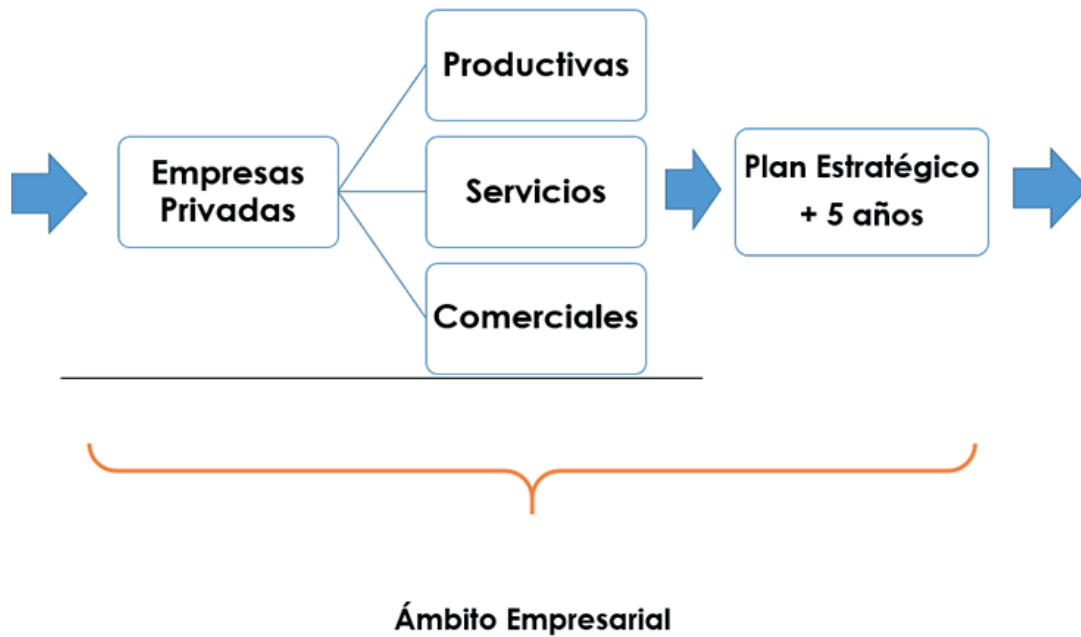 Productivas
Empresas
Privadas
Servicios
Comerciales
Plan Estratégico
+ 5 años
Ámbito Empresarial